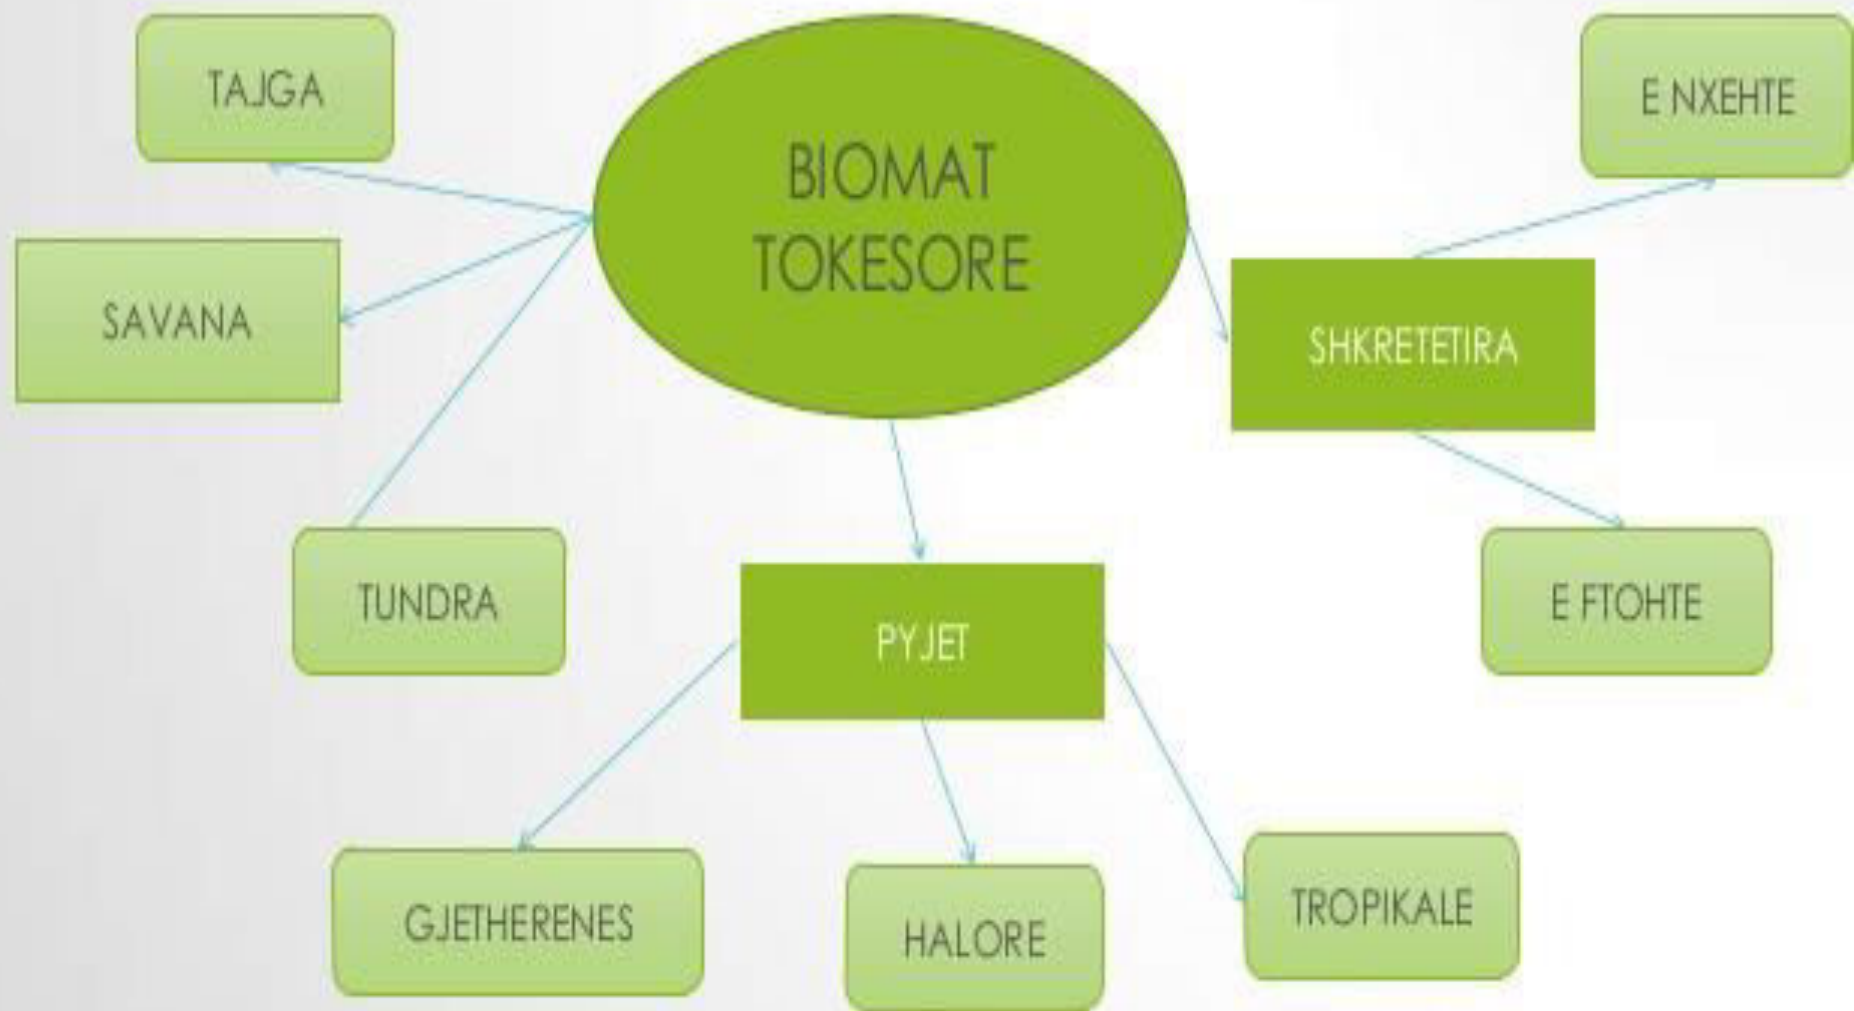 TAJGA
BIOMAT
TOKESORE
E NXEHTE
SAVANA
SHKRETETIRA
TUNDRA
PYJET
E FTOHTE
GJETHERENES
HALORE
TROPIKALE